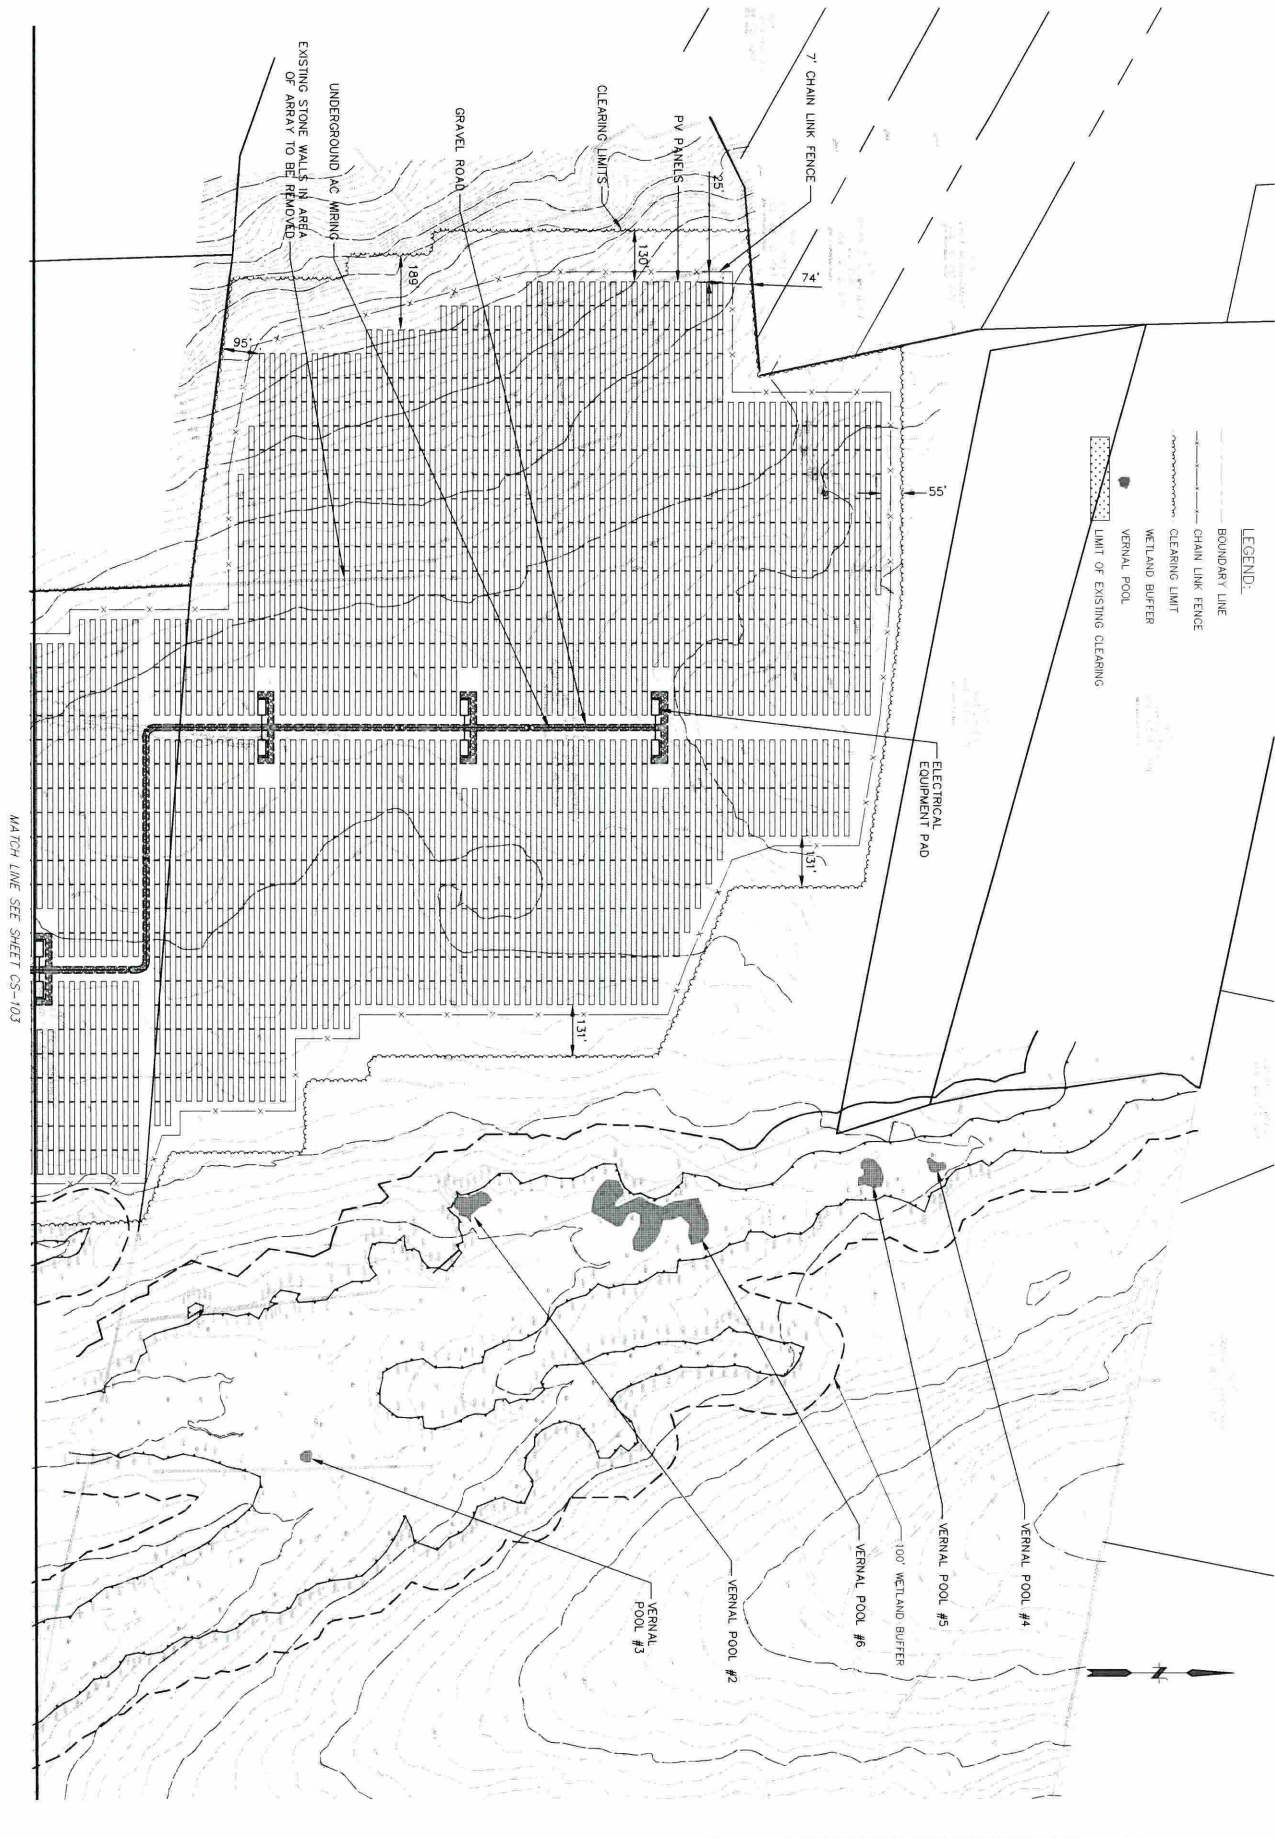 LEGEND:
BOUNDARY LINE
CHAIN LINK FENCE
CLEARING LIMIT
WETLAND BUFFER
VERNAL POOL
LIMIT OF EXISTING CLEARING
7' CHAIN LINK FENCE
74'
25'
PV PANELS
CLEARING LIMITS
130'
GRAVEL ROAD
189'
UNDERGROUND AC WIRING
EXISTING STONE WALLS IN AREA
OF ARRAY TO BE REMOVED
95'
55'
ELECTRICAL
EQUIPMENT PAD
131'
131'
VERNAL POOL #4
VERNAL POOL #5
100' WETLAND BUFFER
VERNAL POOL #6
VERNAL POOL #2
VERNAL
POOL #3
N
MATCH LINE SEE SHEET CS-103